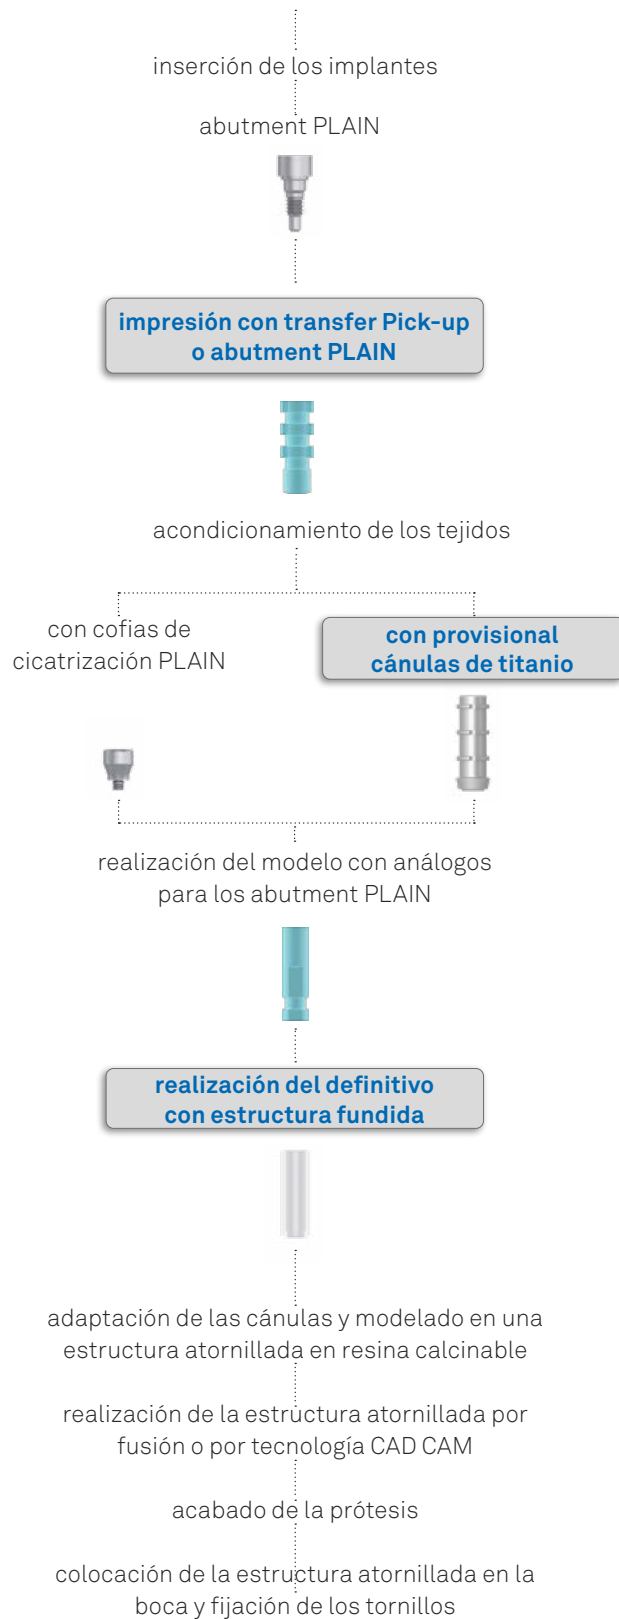 inserción de los implantes
abutment PLAIN
impresión con transfer Pick-up
o abutment PLAIN
acondicionamiento de los tejidos
con cofias de
cicatrización PLAIN
con provisional
cánulas de titanio
realización del modelo con análogos
para los abutment PLAIN
realización del definitivo
con estructura fundida
adaptación de las cánulas y modelado en una
estructura atornillada en resina calcinable
realización de la estructura atornillada por
fusión o por tecnología CAD CAM
acabado de la prótesis
colocación de la estructura atornillada en la
boca y fijación de los tornillos